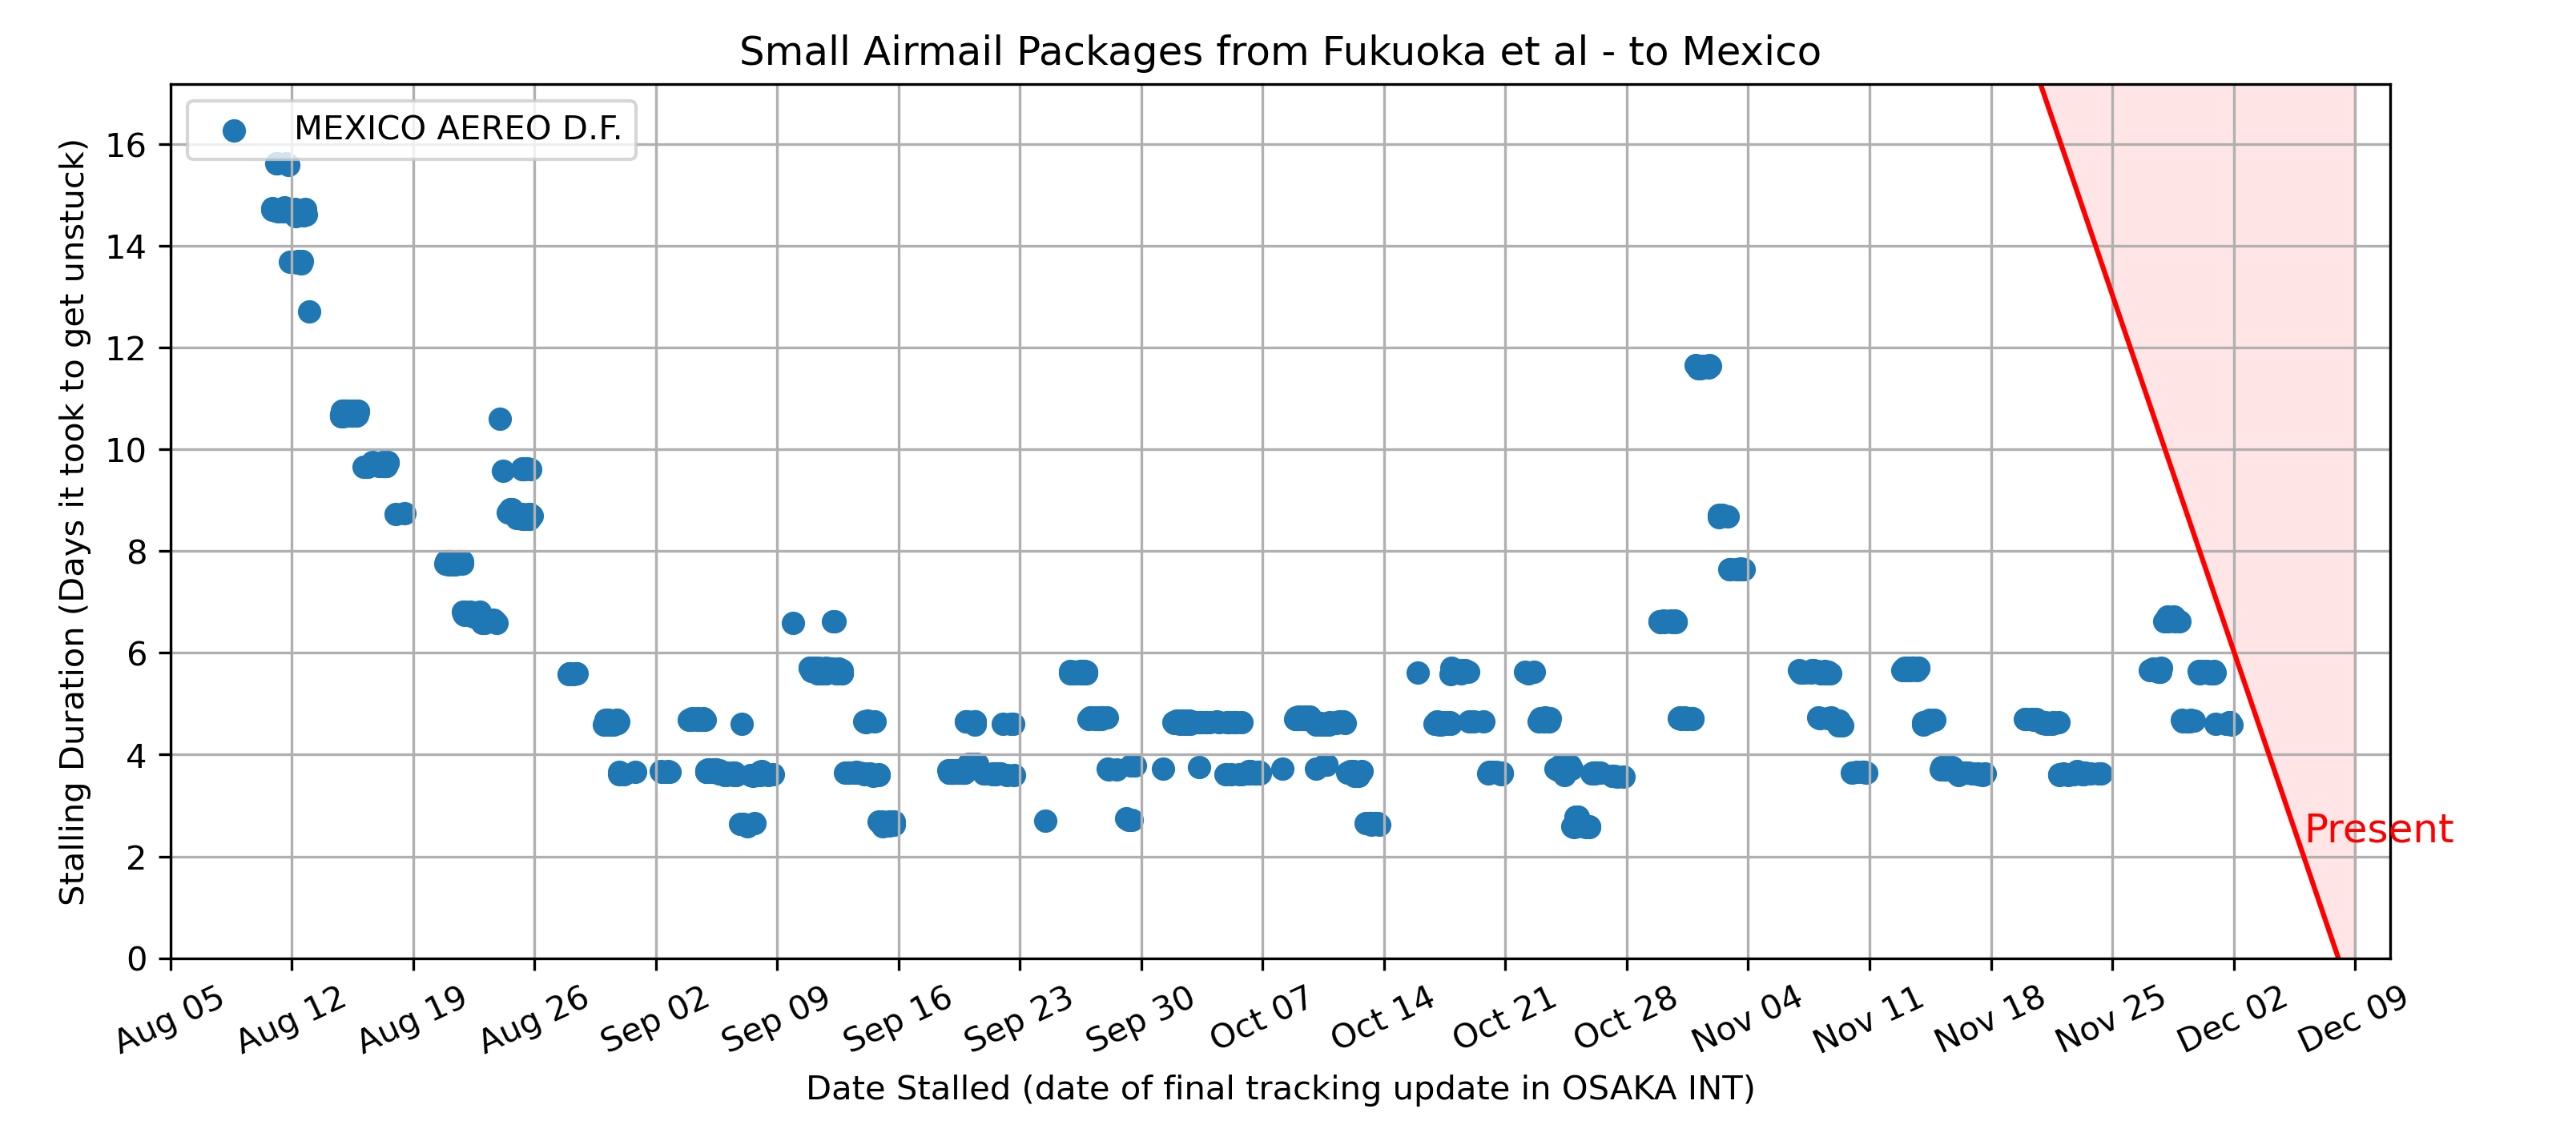 Small Airmail Packages from Fukuoka et al - to Mexico
MEXICO AEREO D.F.
Stalling Duration (Days it took to get unstuck)
16
14
12
10
8
6
4
2
0
Present
Aug 05
Aug 12
Aug 19
Aug 26
Sep 02
Sep 09
Sep 16
Sep 23
Sep 30
Oct 07
Oct 14
Oct 21
Oct 28
Nov 04
Nov 11
Nov 18
Nov 25
Dec 02
Dec 09
Date Stalled (date of final tracking update in OSAKA INT)